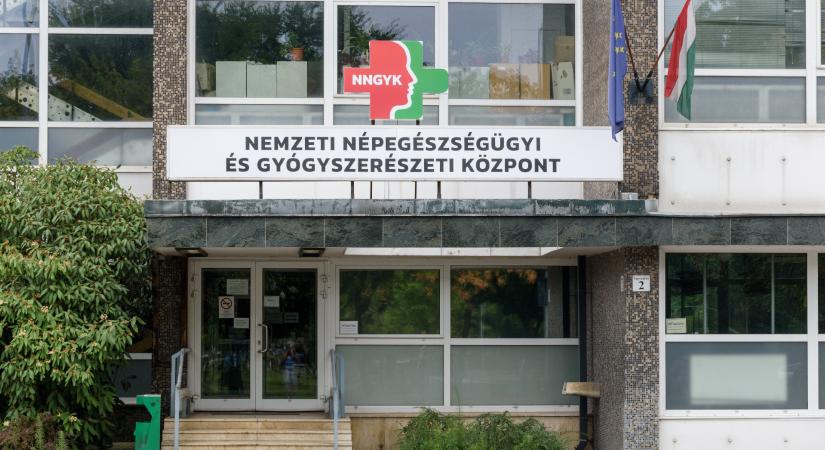 NNGYK
NEMZETI NÉPEGÉSZSÉGÜGYI
ÉS GYÓGYSZERÉSZETI KÖZPONT
2